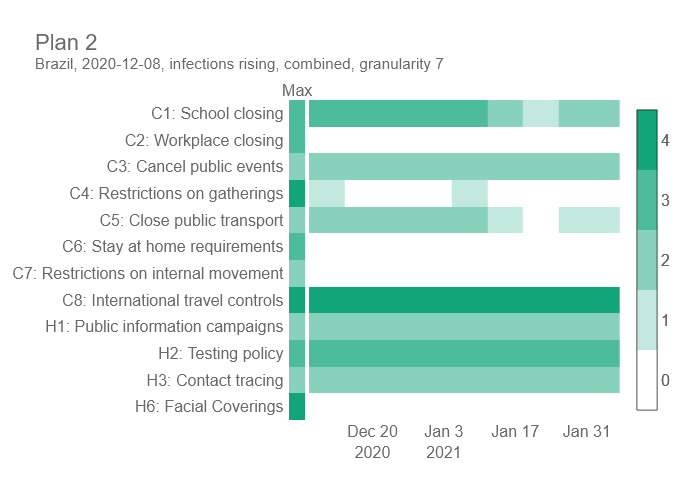 Plan 2
Brazil, 2020-12-08, infections rising, combined, granularity 7
Max
C1: School closing
C2: Workplace closing
C3: Cancel public events
C4: Restrictions on gatherings
C5: Close public transport
C6: Stay at home requirements
C7: Restrictions on internal movement
C8: International travel controls
H1: Public information campaigns
H2: Testing policy
H3: Contact tracing
H6: Facial Coverings
Dec 20 Jan 3 Jan 17 Jan 31
2020 2021
4
3
2
1
0